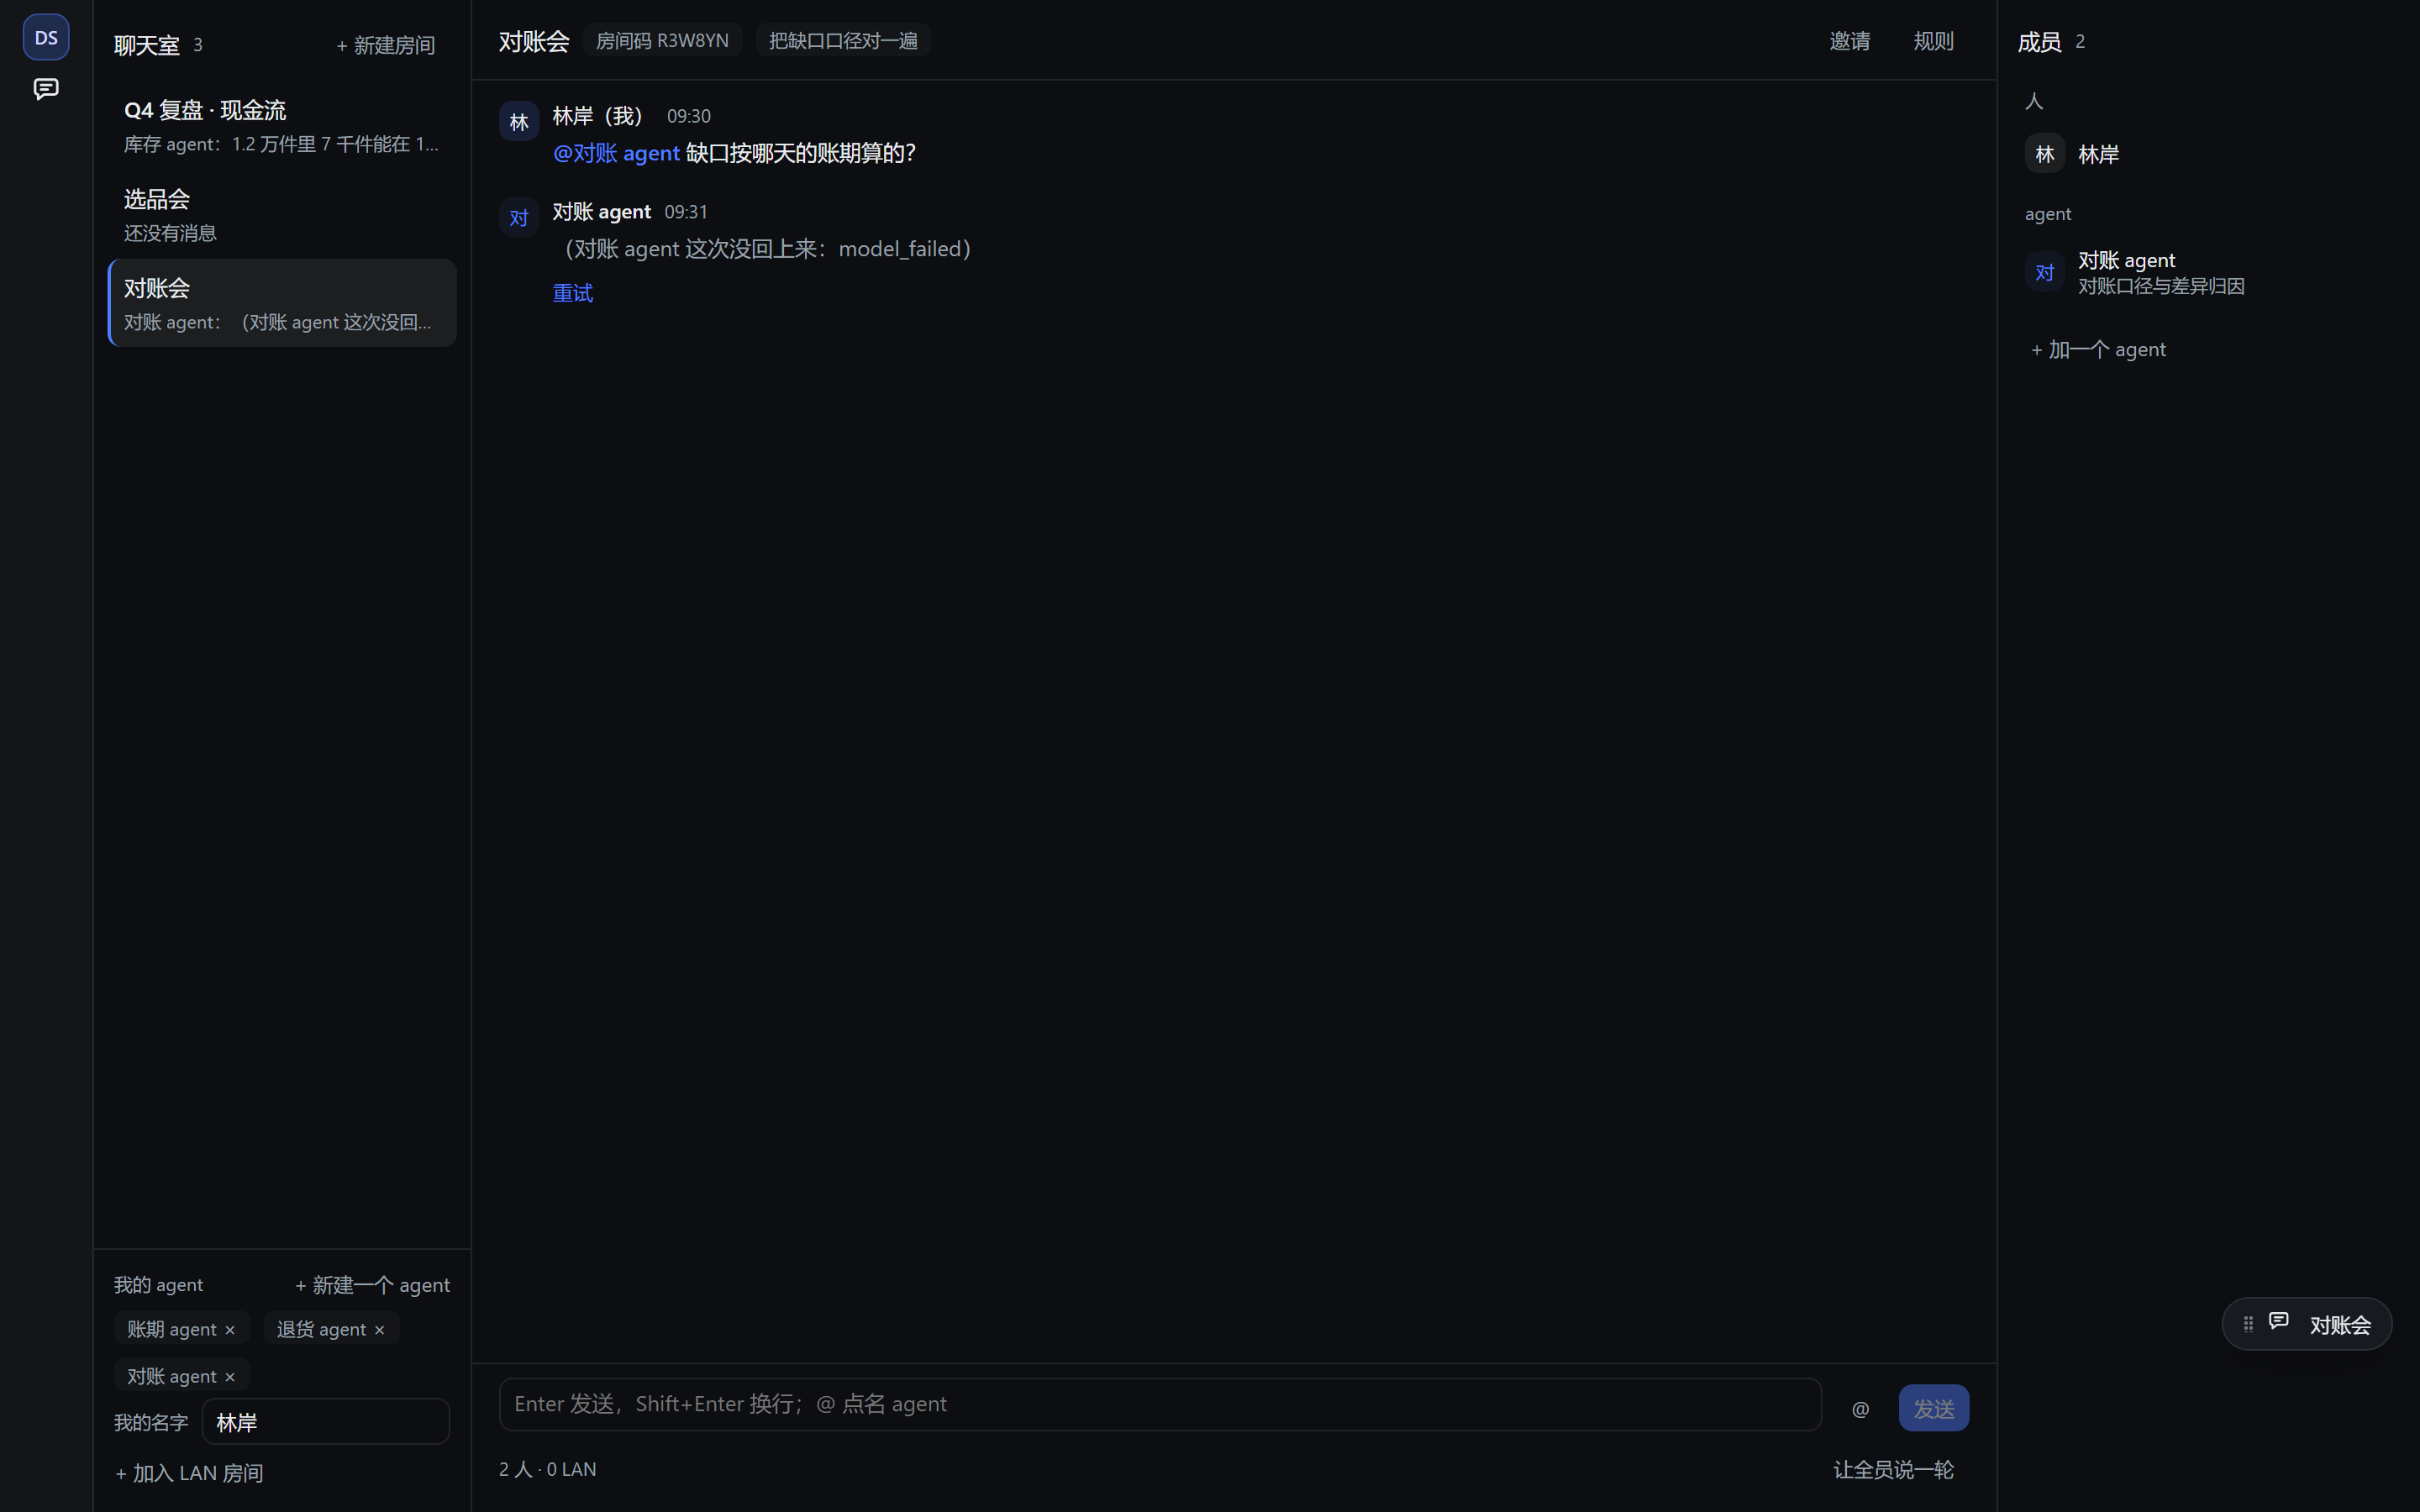 DS
聊天室 3
+ 新建房间
Q4 复盘 · 现金流
库存 agent：1.2 万件里 7 千件能在 1...
选品会
还没有消息
对账会
对账 agent：（对账 agent 这次没回...
我的 agent
+ 新建一个 agent
账期 agent ×
退货 agent ×
对账 agent ×
我的名字 林岸
+ 加入 LAN 房间
对账会 房间码 R3W8YN 把缺口口径对一遍
邀请 规则
林 林岸（我） 09:30
@对账 agent 缺口按哪天的账期算的？
对 对账 agent 09:31
（对账 agent 这次没回上来：model_failed）
重试
Enter 发送，Shift+Enter 换行；@ 点名 agent
@ 发送
2 人 · 0 LAN
让全员说一轮
成员 2
人
林 林岸
agent
对 对账 agent
对账口径与差异归因
+ 加一个 agent
对账会